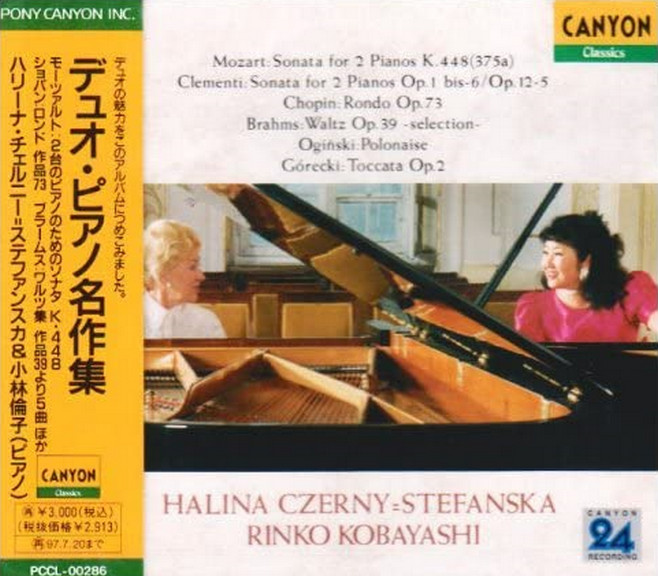 PONY CANYON INC.
デュオの魅力をこのアルバムにつめこみました。
デュオ・ピアノ名作集
モーツァルト:2台のピアノのためのソナタ K.448
ショパン:ロンド 作品73 ブラームス:ワルツ集 作品39より5曲 ほか
ハリーナ・チェルニー=ステファンスカ&小林倫子(ピアノ)
CANYON
Classics
再¥3,000(税込)
(税抜価格¥2,913)
再97.7.20まで
PCCL-00286
CANYON
Classics
Mozart:Sonata for 2 Pianos K.448(375a)
Clementi:Sonata for 2 Pianos Op.1 bis-6/Op.12-5
Chopin:Rondo Op.73
Brahms:Waltz Op.39 -selection-
Ogiński:Polonaise
Górecki:Toccata Op.2
HALINA CZERNY=STEFANSKA
RINKO KOBAYASHI
CANYON
24
RECORDING